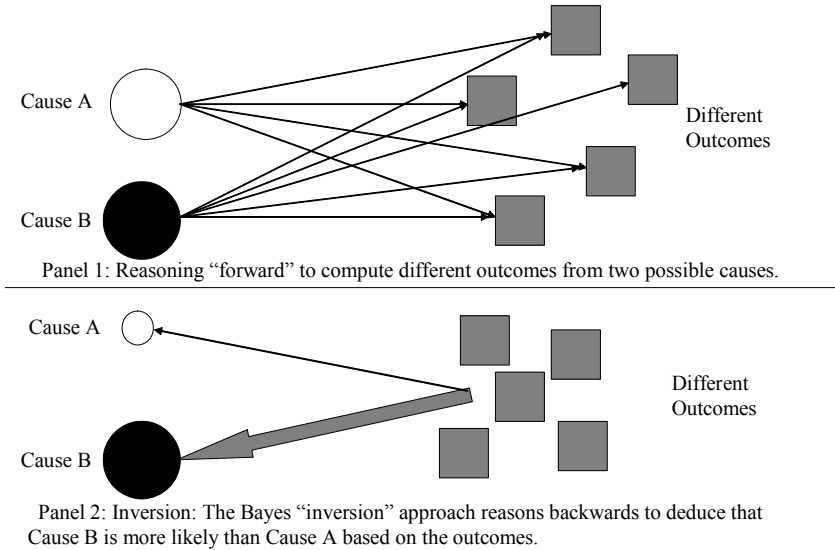 Cause A
Different
Outcomes
Cause B
Panel 1: Reasoning “forward” to compute different outcomes from two possible causes.
Cause A
Different
Outcomes
Cause B
Panel 2: Inversion: The Bayes “inversion” approach reasons backwards to deduce that
Cause B is more likely than Cause A based on the outcomes.